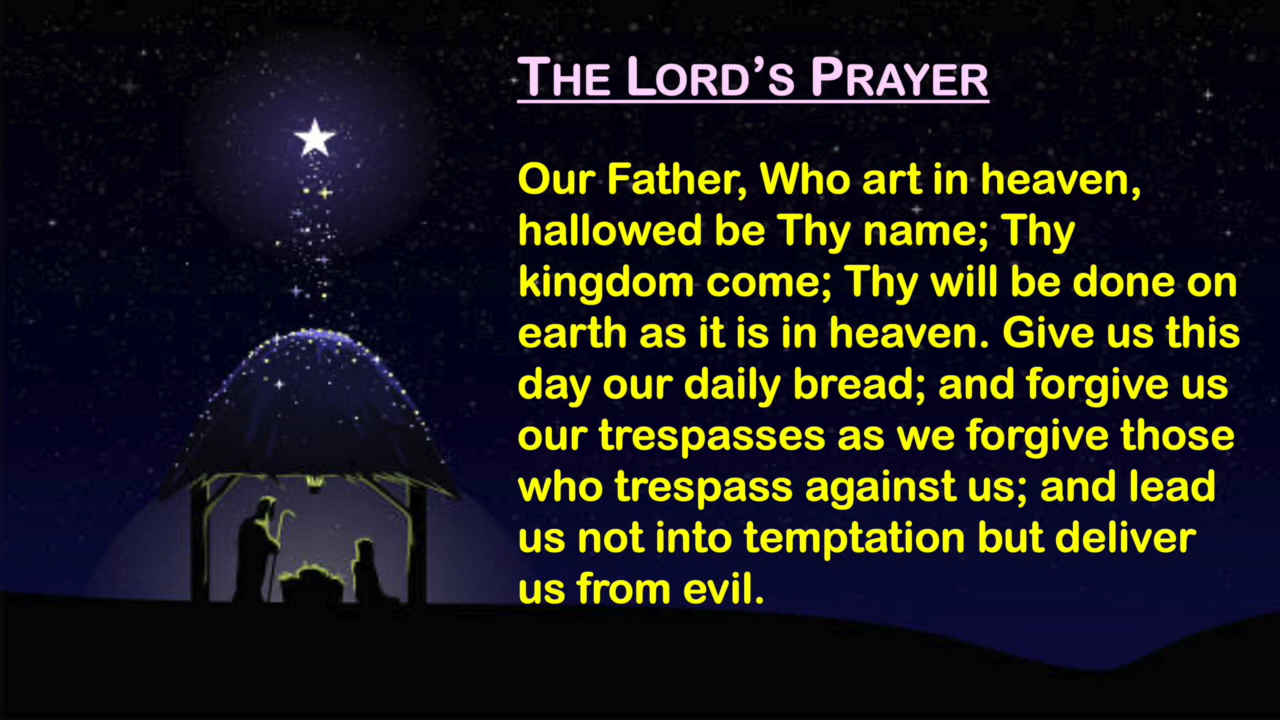 THE LORD’S PRAYER
Our Father, Who art in heaven,
hallowed be Thy name; Thy
kingdom come; Thy will be done on
earth as it is in heaven. Give us this
day our daily bread; and forgive us
our trespasses as we forgive those
who trespass against us; and lead
us not into temptation but deliver
us from evil.